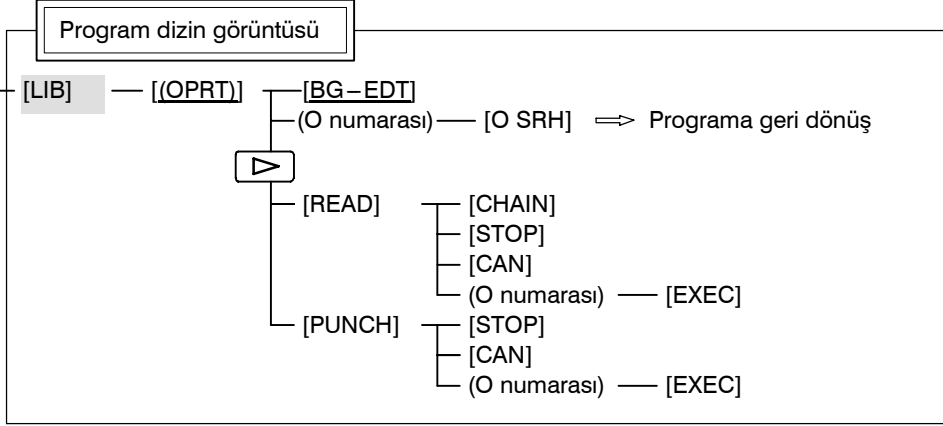 Program dizin görüntüsü
[LIB] [(OPRT)] [BG−EDT]
(O numarası) [O SRH] Programa geri dönüş
[READ] [CHAIN]
[STOP]
[CAN]
(O numarası) [EXEC]
[PUNCH] [STOP]
[CAN]
(O numarası) [EXEC]